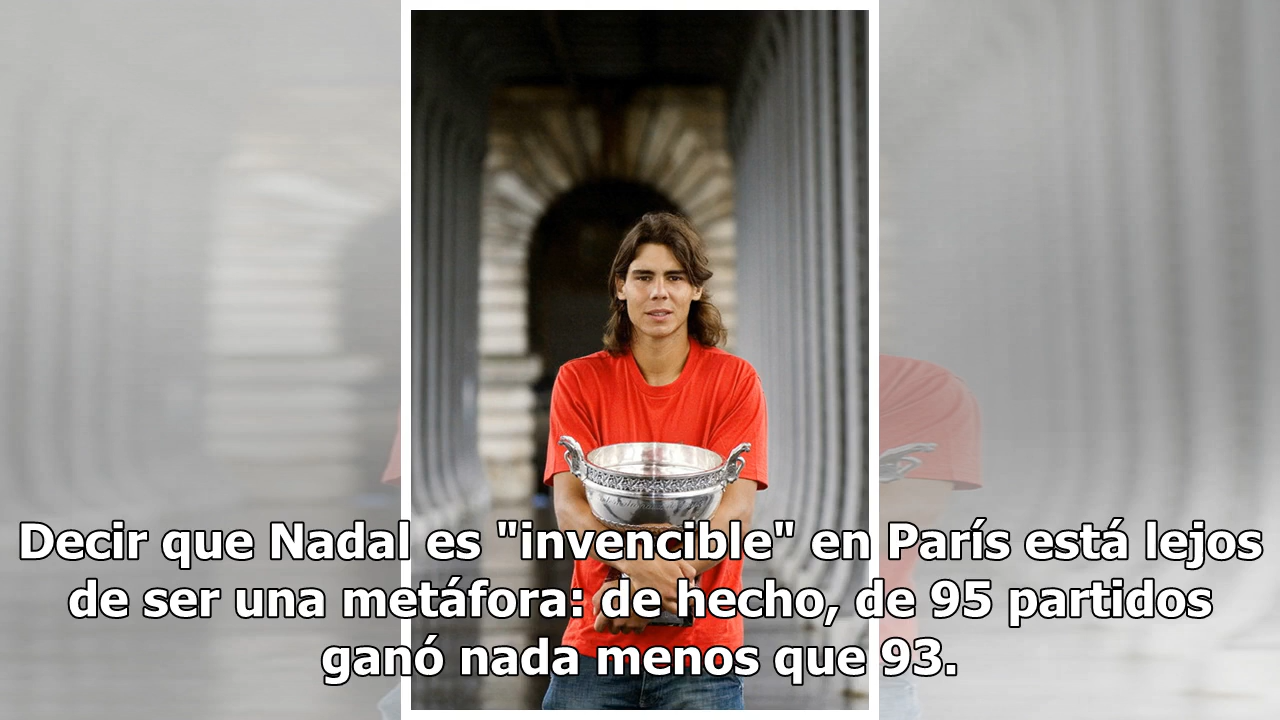 Decir que Nadal es "invencible" en París está lejos
de ser una metáfora: de hecho, de 95 partidos
ganó nada menos que 93.